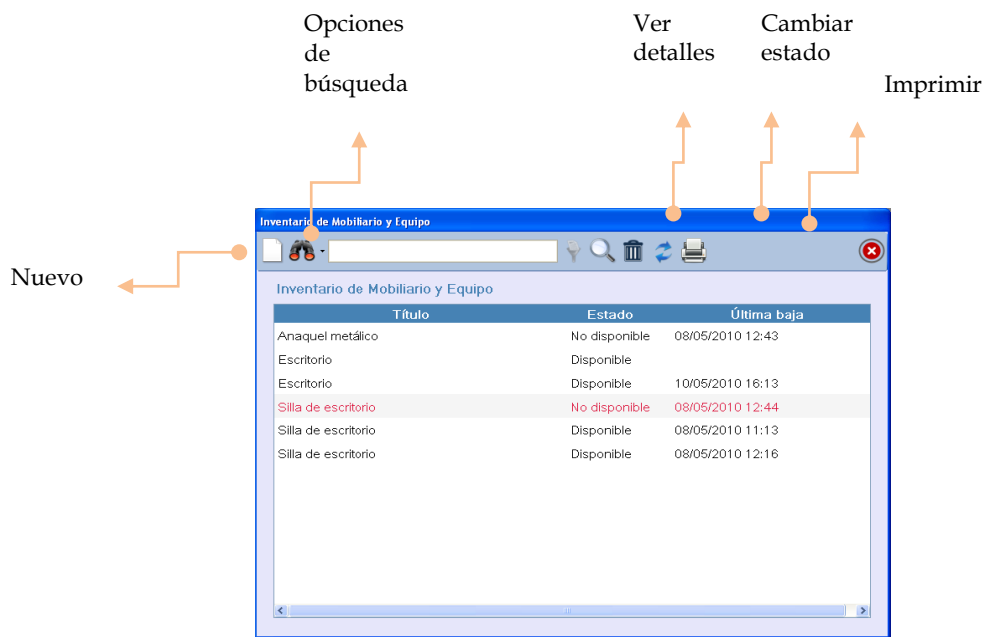 Opciones
de
búsqueda
Ver
detalles
Cambiar
estado
Imprimir
Nuevo
Inventario de Mobiliario y Equipo
Inventario de Mobiliario y Equipo
Título Estado Última baja
Anaquel metálico No disponible 08/05/2010 12:43
Escritorio Disponible
Escritorio Disponible 10/05/2010 16:13
Silla de escritorio No disponible 08/05/2010 12:44
Silla de escritorio Disponible 08/05/2010 11:13
Silla de escritorio Disponible 08/05/2010 12:16